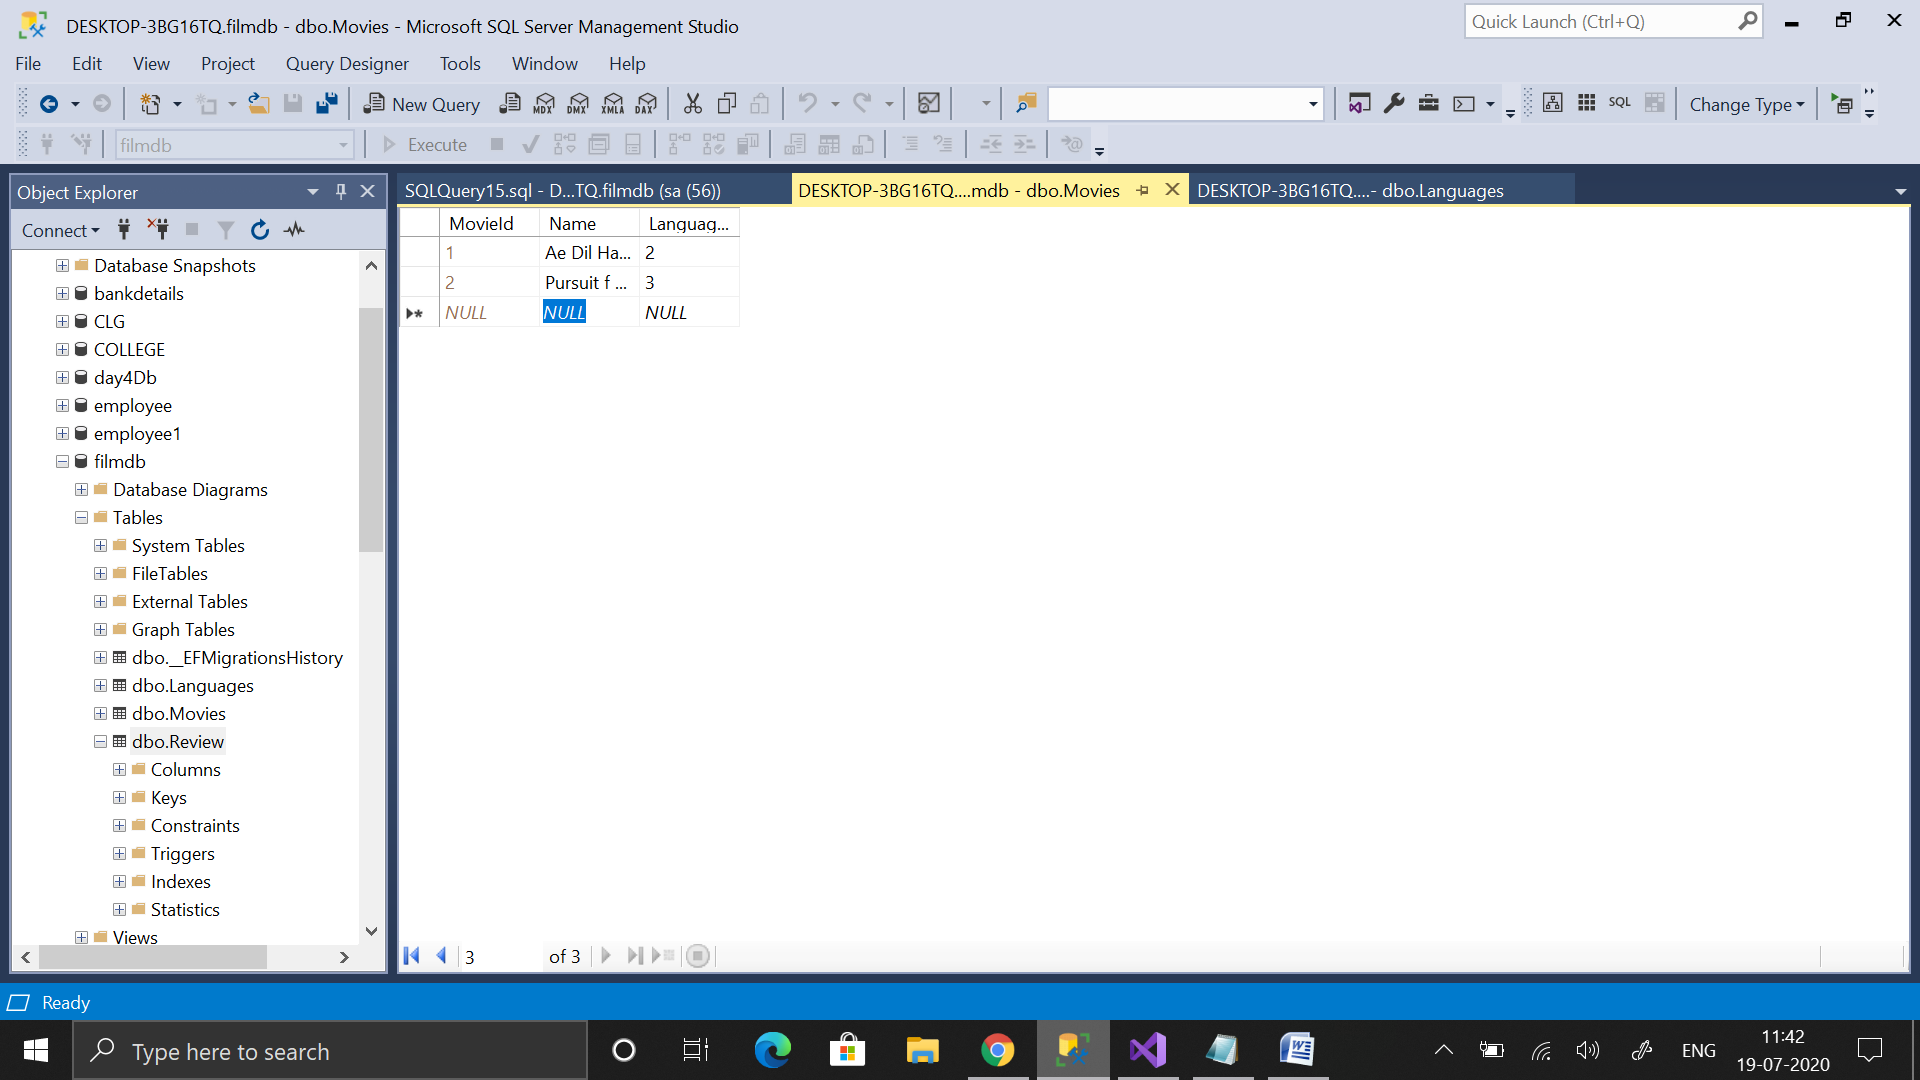 DESKTOP-3BG16TQ.filmdb - dbo.Movies - Microsoft SQL Server Management Studio
Quick Launch (Ctrl+Q)
File Edit View Project Query Designer Tools Window Help
New Query MDX DMX XMLA DAX SQL Change Type
filmdb Execute
Object Explorer
SQLQuery15.sql - D...TQ.filmdb (sa (56))
DESKTOP-3BG16TQ....mdb - dbo.Movies
DESKTOP-3BG16TQ....- dbo.Languages
Connect
Database Snapshots
bankdetails
CLG
COLLEGE
day4Db
employee
employee1
filmdb
Database Diagrams
Tables
System Tables
FileTables
External Tables
Graph Tables
dbo.__EFMigrationsHistory
dbo.Languages
dbo.Movies
dbo.Review
Columns
Keys
Constraints
Triggers
Indexes
Statistics
Views
MovieId Name Languag...
1 Ae Dil Ha... 2
2 Pursuit f ... 3
NULL NULL NULL
3 of 3
Ready
Type here to search
ENG
11:42
19-07-2020